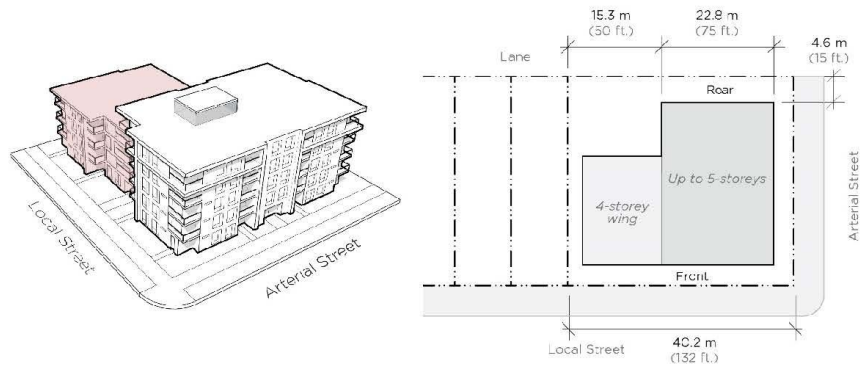 Local Street
Arterial Street
15.3 m
(50 ft.)
22.8 m
(75 ft.)
4.6 m
(15 ft.)
Lane
Rear
Up to 5-storeys
4-storey
wing
Front
Arterial Street
Local Street
40.2 m
(132 ft.)